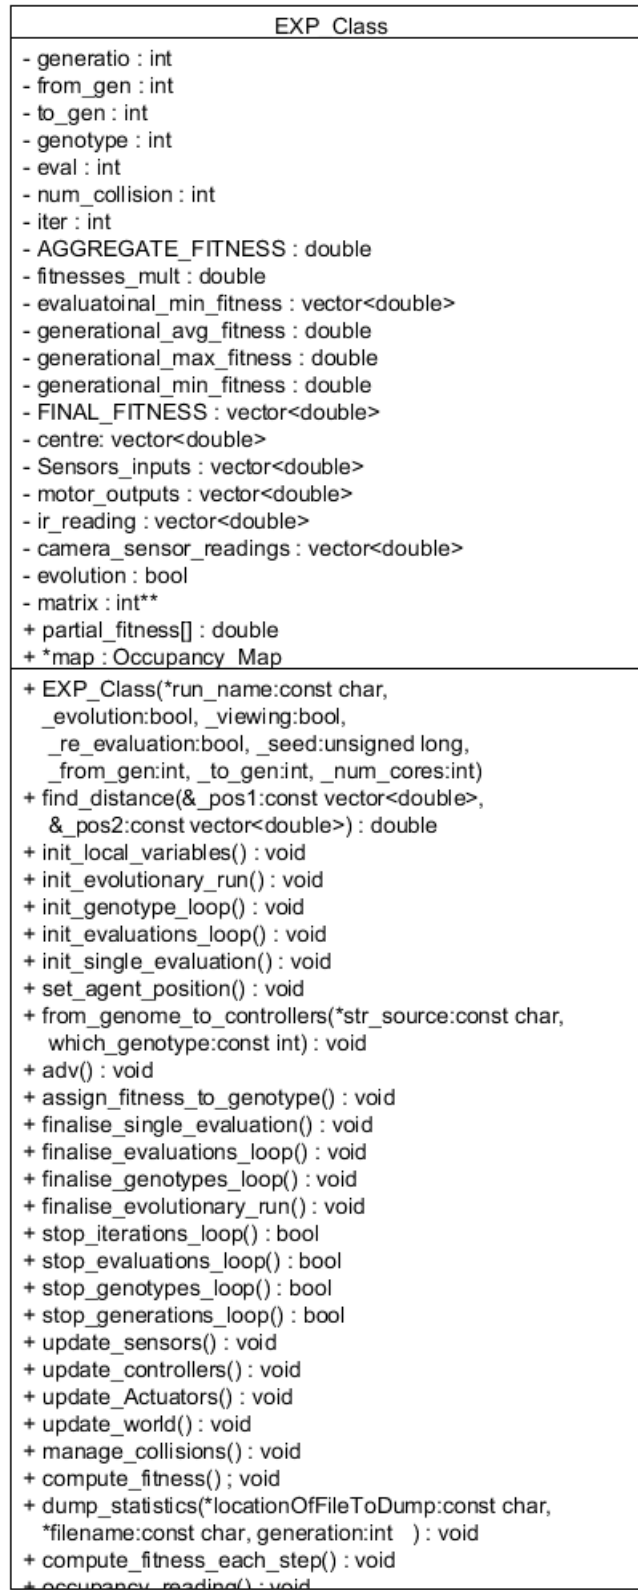 EXP_Class
- generatio : int
- from_gen : int
- to_gen : int
- genotype : int
- eval : int
- num_collision : int
- iter : int
- AGGREGATE_FITNESS : double
- fitnesses_mult : double
- evaluatoinal_min_fitness : vector<double>
- generational_avg_fitness : double
- generational_max_fitness : double
- generational_min_fitness : double
- FINAL_FITNESS : vector<double>
- centre: vector<double>
- Sensors_inputs : vector<double>
- motor_outputs : vector<double>
- ir_reading : vector<double>
- camera_sensor_readings : vector<double>
- evolution : bool
- matrix : int**
+ partial_fitness[] : double
+ *map : Occupancy_Map
+ EXP_Class(*run_name:const char,
_evolution:bool, _viewing:bool,
_re_evaluation:bool, _seed:unsigned long,
_from_gen:int, _to_gen:int, _num_cores:int)
+ find_distance(&_pos1:const vector<double>,
&_pos2:const vector<double>) : double
+ init_local_variables() : void
+ init_evolutionary_run() : void
+ init_genotype_loop() : void
+ init_evaluations_loop() : void
+ init_single_evaluation() : void
+ set_agent_position() : void
+ from_genome_to_controllers(*str_source:const char,
which_genotype:const int) : void
+ adv() : void
+ assign_fitness_to_genotype() : void
+ finalise_single_evaluation() : void
+ finalise_evaluations_loop() : void
+ finalise_genotypes_loop() : void
+ finalise_evolutionary_run() : void
+ stop_iterations_loop() : bool
+ stop_evaluations_loop() : bool
+ stop_genotypes_loop() : bool
+ stop_generations_loop() : bool
+ update_sensors() : void
+ update_controllers() : void
+ update_Actuators() : void
+ update_world() : void
+ manage_collisions() : void
+ compute_fitness() ; void
+ dump_statistics(*locationOfFileToDump:const char,
*filename:const char, generation:int ) : void
+ compute_fitness_each_step() : void
+ occupancy_reading() : void